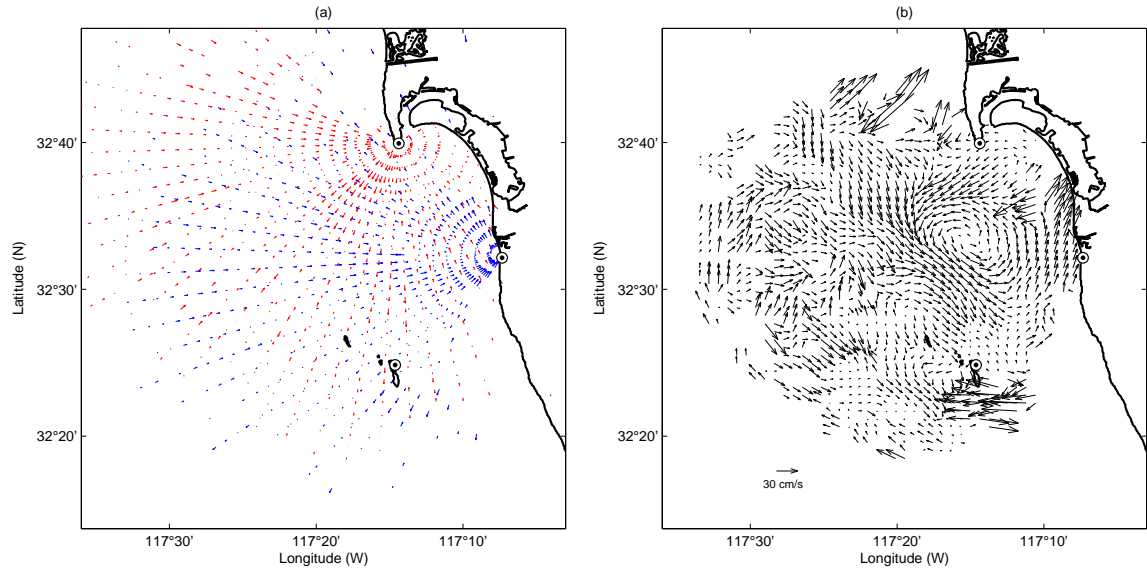 (a)
32°40'
32°30'
32°20'
117°30'
117°20'
117°10'
Longitude (W)
Latitude (N)
(b)
32°40'
32°30'
32°20'
30 cm/s
117°30'
117°20'
117°10'
Longitude (W)
Latitude (N)